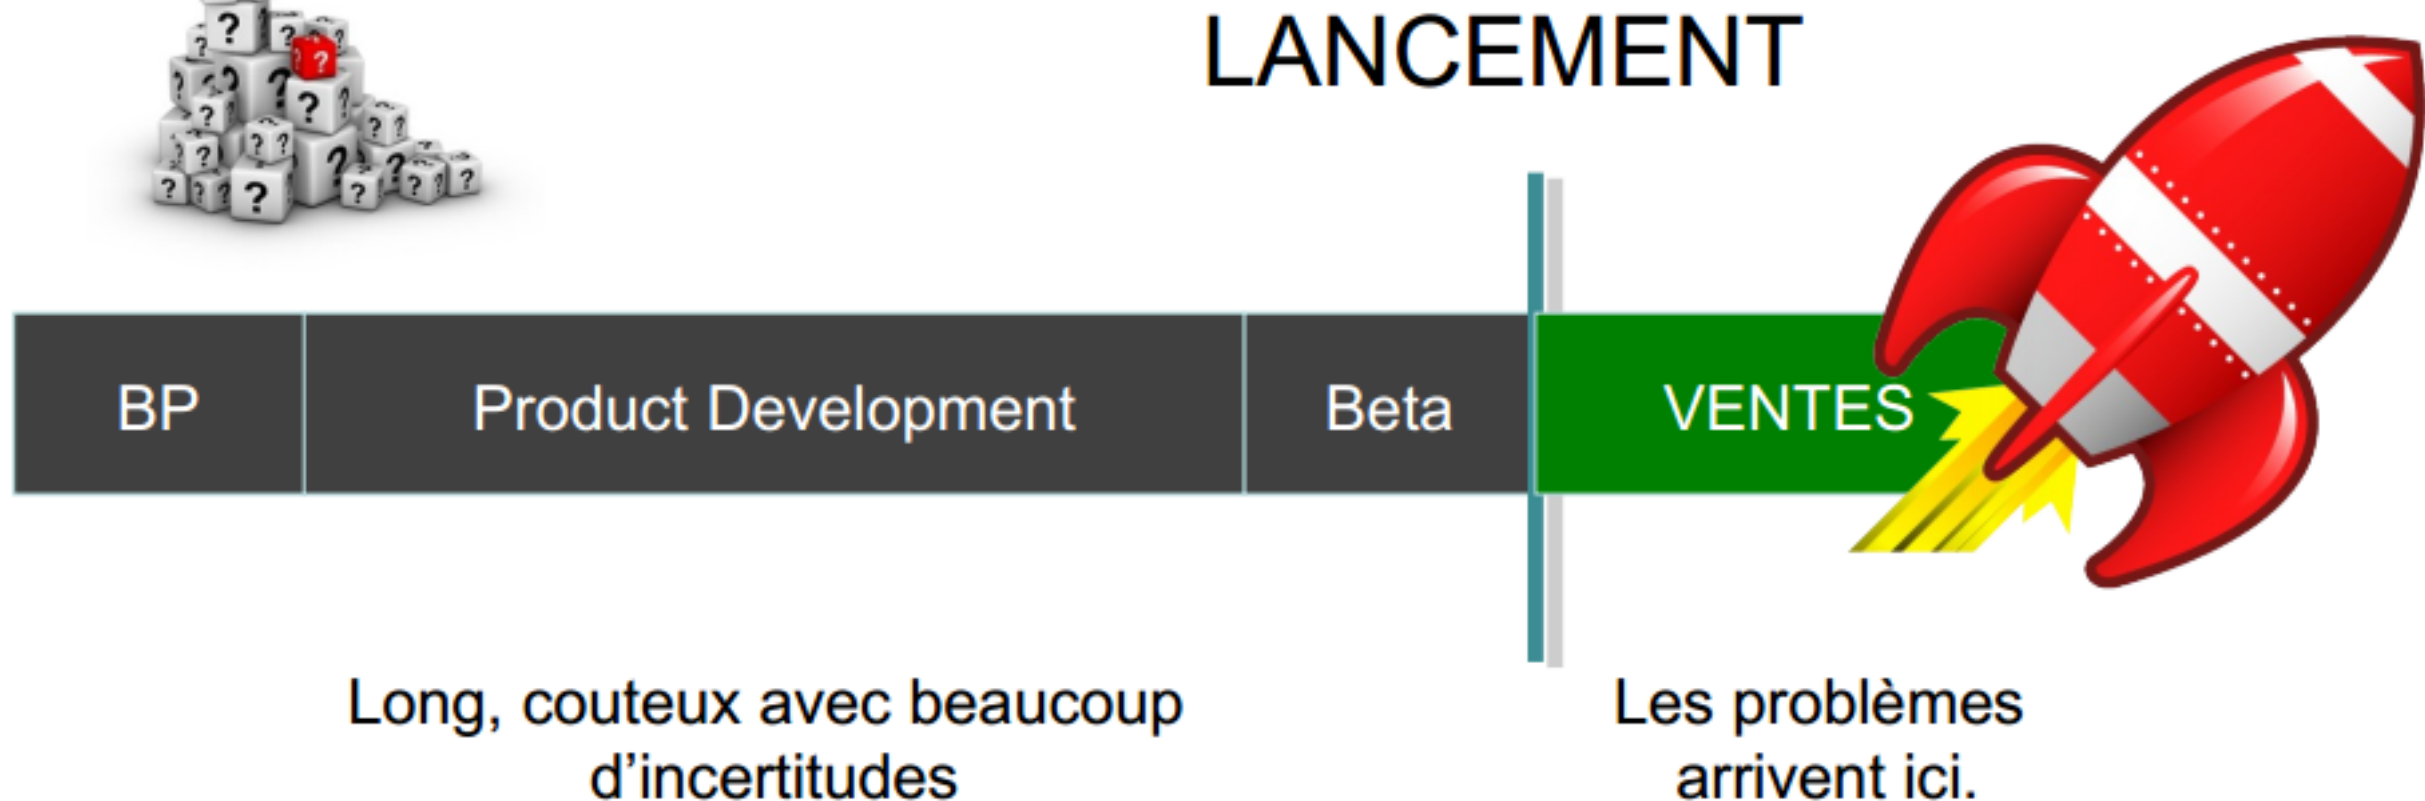 LANCEMENT
BP
Product Development
Beta
VENTES
Long, couteux avec beaucoup
d’incertitudes
Les problèmes
arrivent ici.